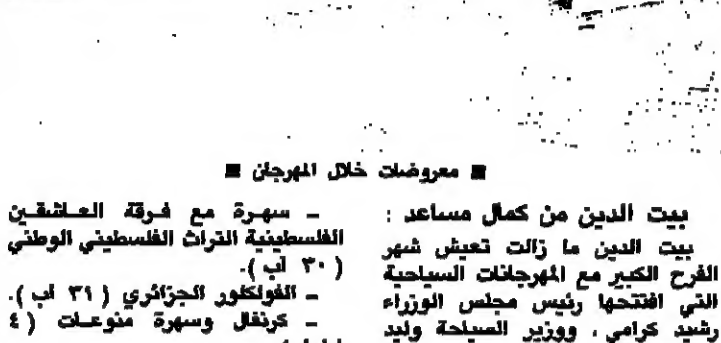 ■ معروضات خلال المهرجان ■
بيت الدين من كمال مساعد :
بيت الدين ما زالت تعيش شهر
الفرح الكبير مع المهرجانات السياحية
التي افتتحها رئيس مجلس الوزراء
رشيد كرامي ، ووزير السياحة وليد
ـ سهرة مع فرقة العاشقين
الفلسطينية التراث الفلسطيني الوطني
( ٣٠ آب ).
ـ الفولكلور الجزائري ( ٣١ آب ).
ـ كرنفال وسهرة منوعات ( ٤